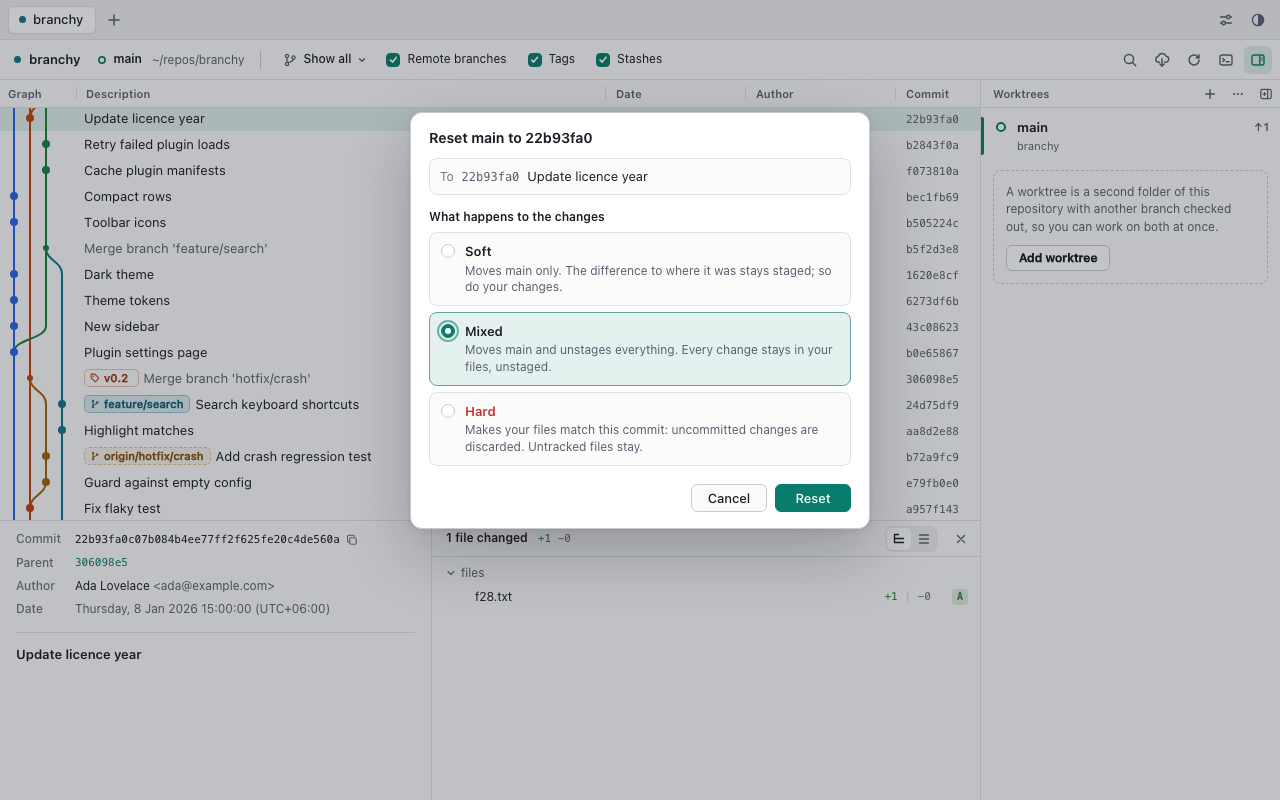 branchy
branchy main ~/repos/branchy Show all Remote branches Tags Stashes
Graph Description Date Author Commit Worktrees
Update licence year 22b93fa0
Retry failed plugin loads b2843f0a
Cache plugin manifests f073810a
Compact rows bec1fb69
Toolbar icons b505224c
Merge branch 'feature/search' b5f2d3e8
Dark theme 1620e8cf
Theme tokens 6273df6b
New sidebar 43c08623
Plugin settings page b0e65867
v0.2 Merge branch 'hotfix/crash' 306098e5
feature/search Search keyboard shortcuts 24d75df9
Highlight matches aa8d2e88
origin/hotfix/crash Add crash regression test b72a9fc9
Guard against empty config e79fb0e0
Fix flaky test a957f143
Reset main to 22b93fa0
To 22b93fa0 Update licence year
What happens to the changes
Soft
Moves main only. The difference to where it was stays staged; so
do your changes.
Mixed
Moves main and unstages everything. Every change stays in your
files, unstaged.
Hard
Makes your files match this commit: uncommitted changes are
discarded. Untracked files stay.
Cancel Reset
main ↑1
branchy
A worktree is a second folder of this
repository with another branch checked
out, so you can work on both at once.
Add worktree
Commit 22b93fa0c07b084b4ee77ff2f625fe20c4de560a
Parent 306098e5
Author Ada Lovelace <ada@example.com>
Date Thursday, 8 Jan 2026 15:00:00 (UTC+06:00)
Update licence year
1 file changed +1 −0
files
f28.txt +1 | −0 A